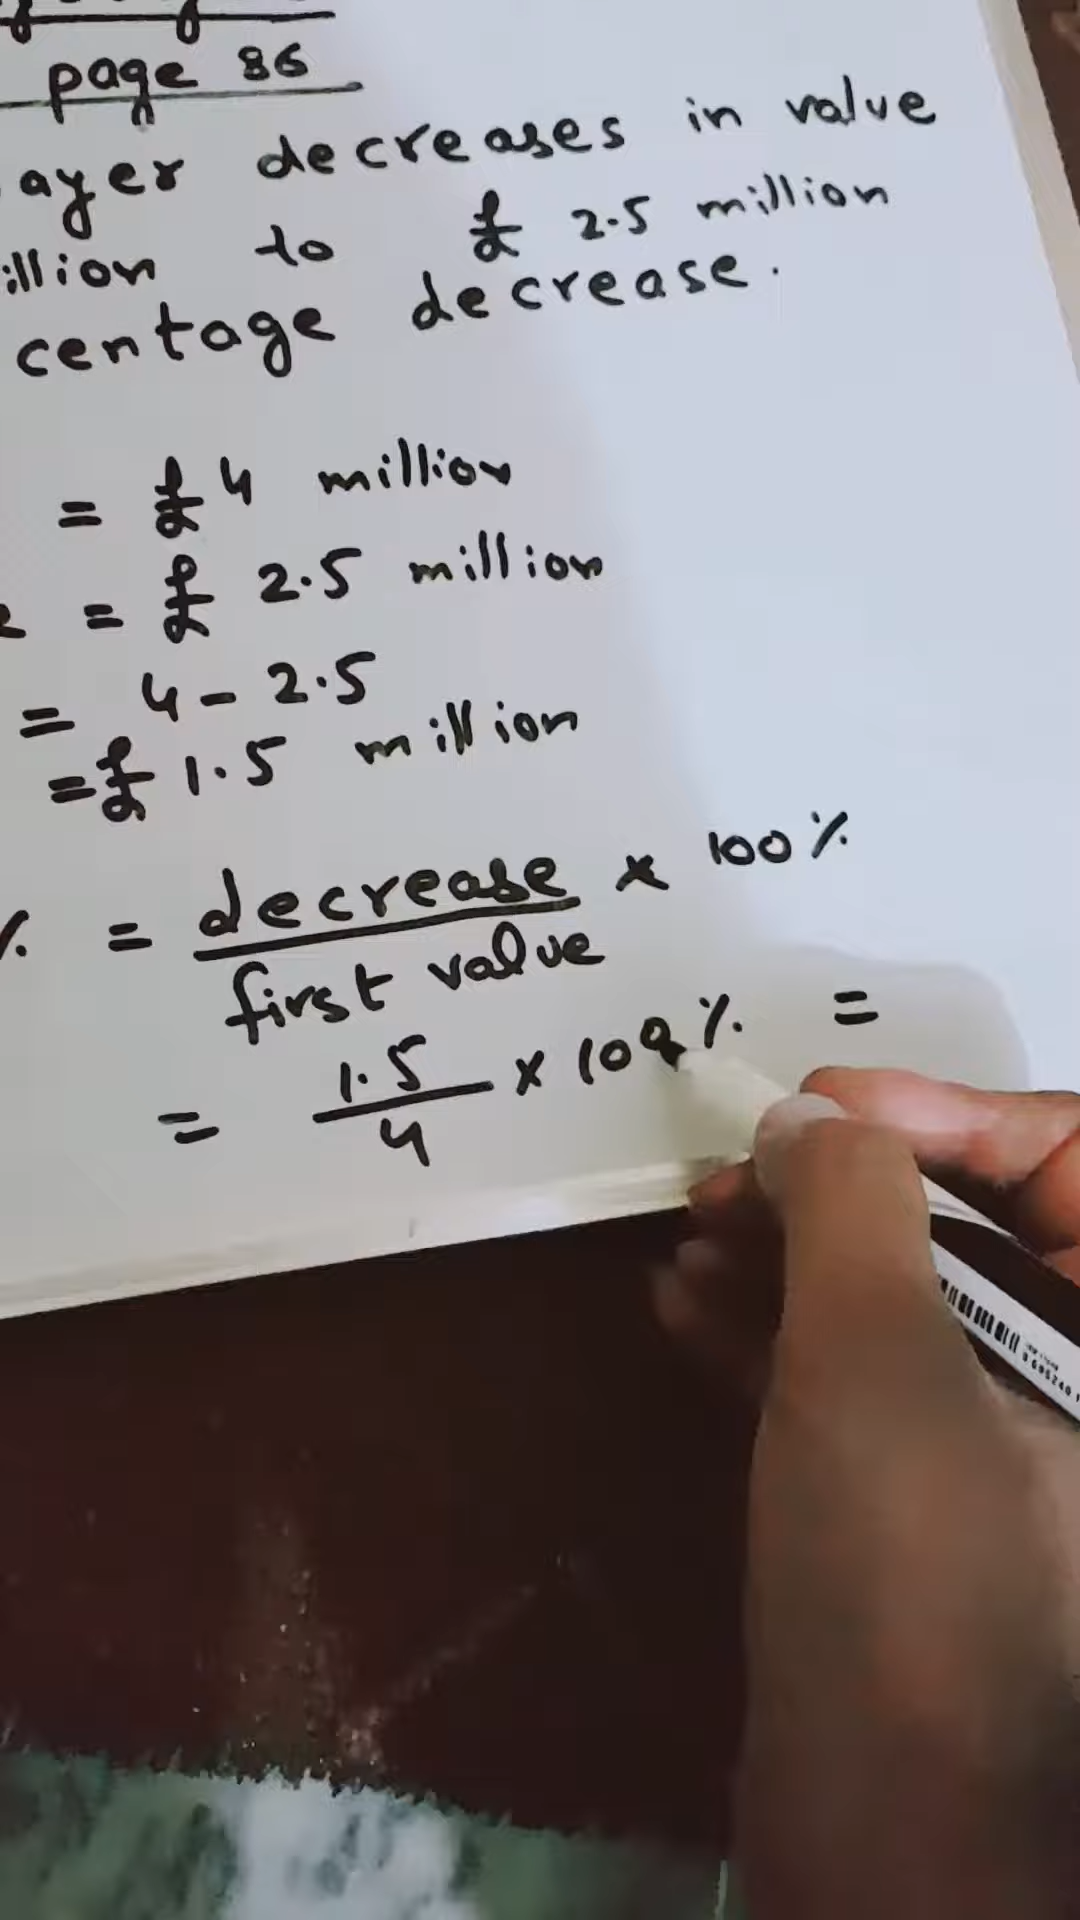 page 86
ayer decreases in value
illion to £ 2.5 million
centage decrease.
= £4 million
= £ 2.5 million
= 4 - 2.5
= £ 1.5 million
% = decrease × 100%
first value
= 1.5 × 100% =
4